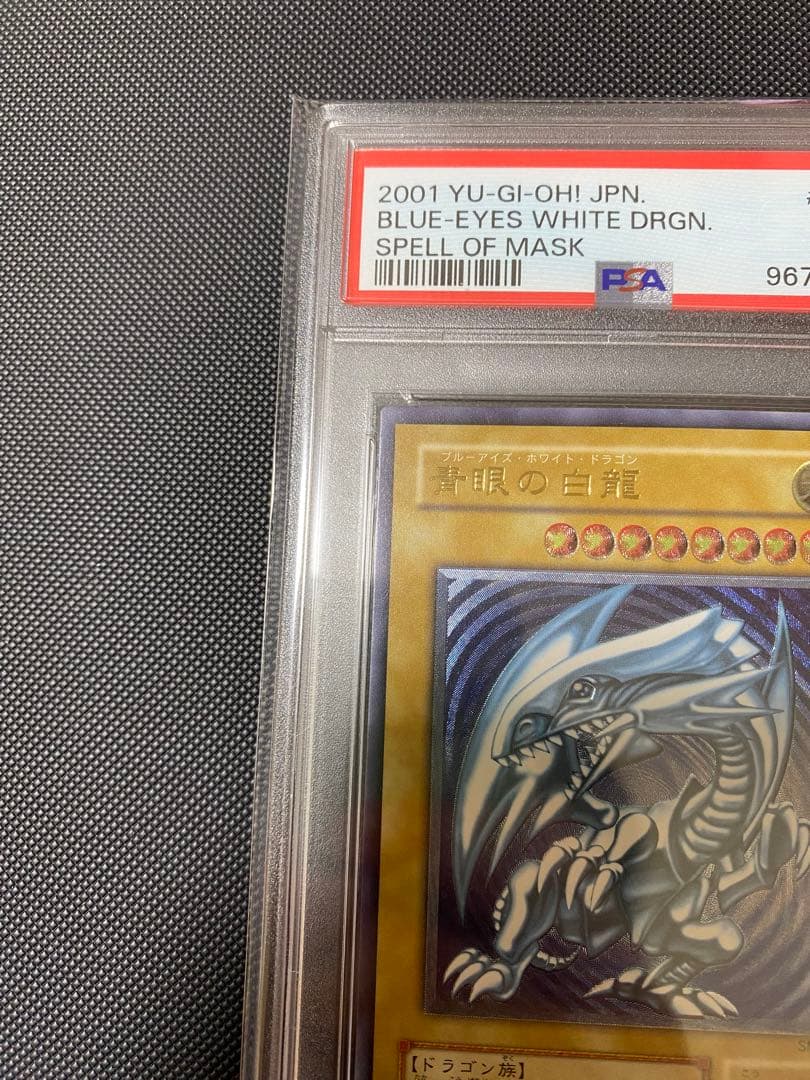 2001 YU-GI-OH! JPN.
BLUE-EYES WHITE DRGN.
SPELL OF MASK
PSA
967
ブルーアイズ・ホワイト・ドラゴン
青眼の白龍
ぞく
【ドラゴン族】